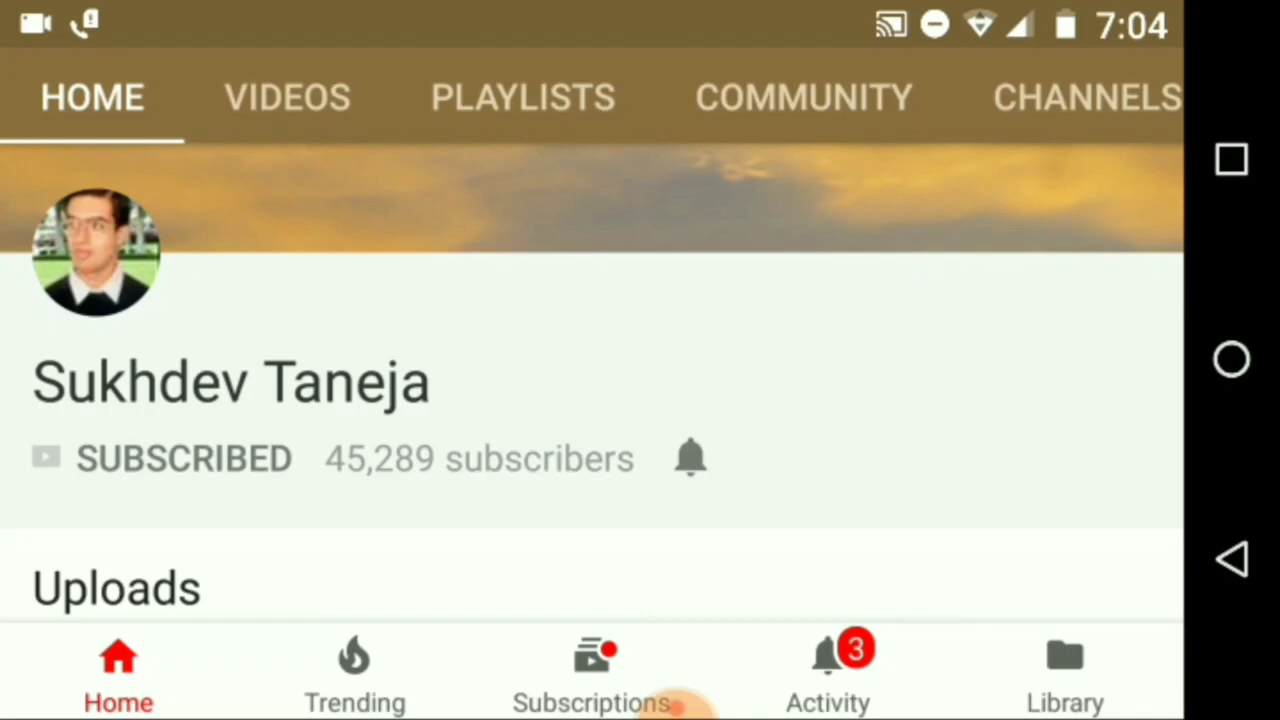 7:04
HOME VIDEOS PLAYLISTS COMMUNITY CHANNELS
Sukhdev Taneja
SUBSCRIBED 45,289 subscribers
Uploads
3
Home Trending Subscriptions Activity Library